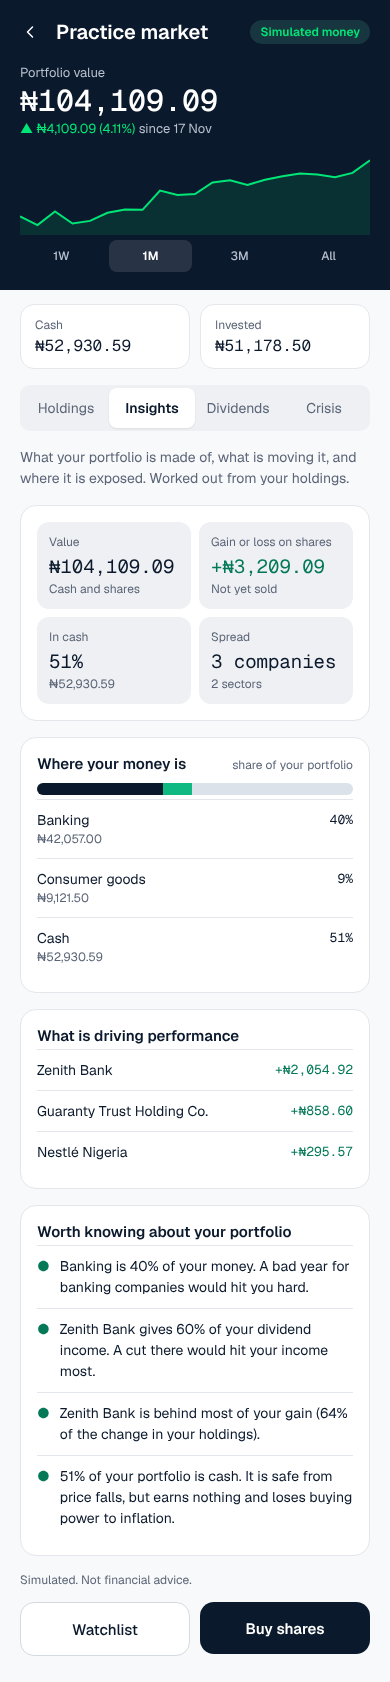 Practice market
Simulated money
Portfolio value
₦104,109.09
▲ ₦4,109.09 (4.11%) since 17 Nov
1W
1M
3M
All
Cash
₦52,930.59
Invested
₦51,178.50
Holdings
Insights
Dividends
Crisis
What your portfolio is made of, what is moving it, and
where it is exposed. Worked out from your holdings.
Value
₦104,109.09
Cash and shares
Gain or loss on shares
+₦3,209.09
Not yet sold
In cash
51%
₦52,930.59
Spread
3 companies
2 sectors
Where your money is
share of your portfolio
Banking
40%
₦42,057.00
Consumer goods
9%
₦9,121.50
Cash
51%
₦52,930.59
What is driving performance
Zenith Bank
+₦2,054.92
Guaranty Trust Holding Co.
+₦858.60
Nestlé Nigeria
+₦295.57
Worth knowing about your portfolio
Banking is 40% of your money. A bad year for
banking companies would hit you hard.
Zenith Bank gives 60% of your dividend
income. A cut there would hit your income
most.
Zenith Bank is behind most of your gain (64%
of the change in your holdings).
51% of your portfolio is cash. It is safe from
price falls, but earns nothing and loses buying
power to inflation.
Simulated. Not financial advice.
Watchlist
Buy shares